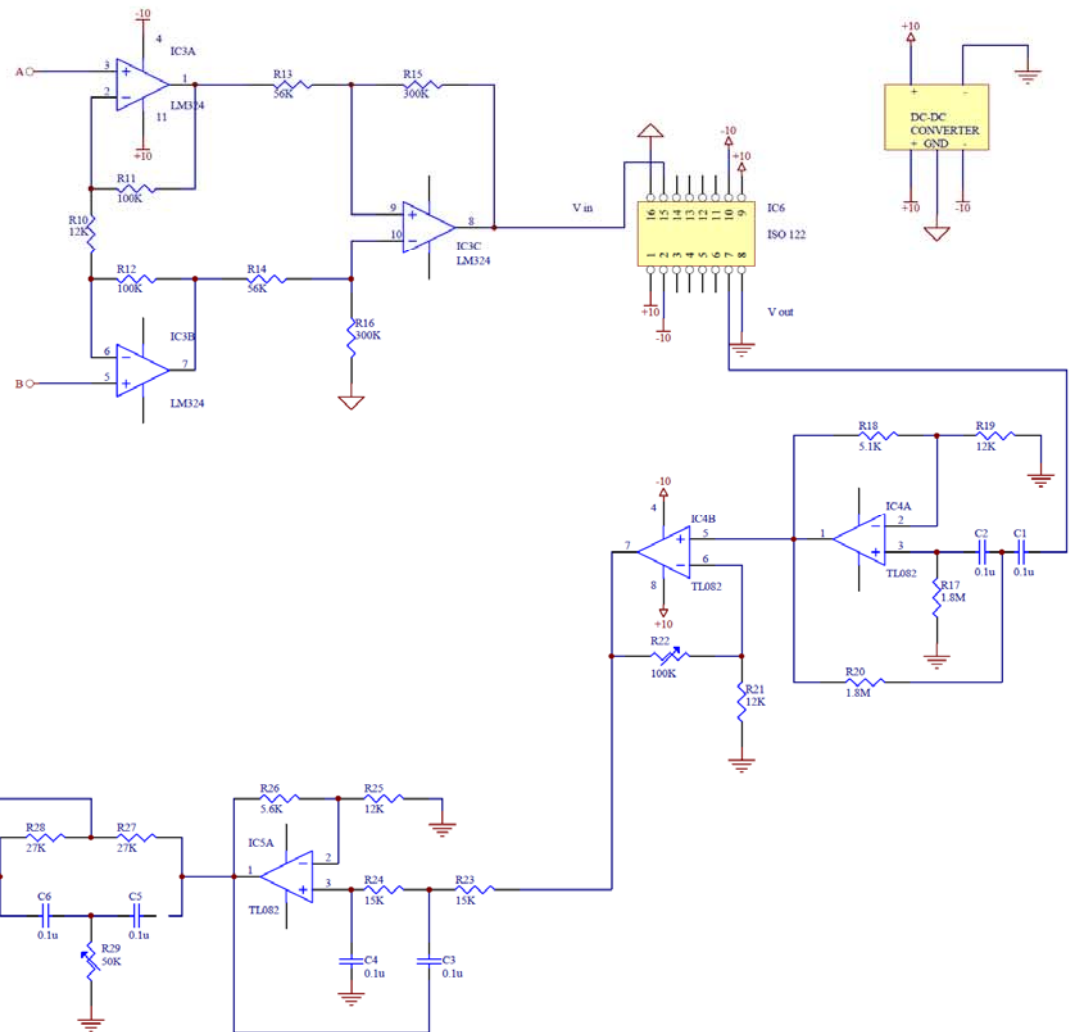 -10
4
IC3A
A
3
+
1
2
−
LM324
11
+10
R13
56K
R15
300K
R11
100K
R10
12K
R12
100K
R14
56K
9
+
8
10
−
IC3C
LM324
R16
300K
IC3B
6
−
7
B
5
+
LM324
V in
-10
+10
16
15
14
13
12
11
10
9
IC6
ISO 122
1
2
3
4
5
6
7
8
+10
-10
V out
+10
+ -
DC-DC
CONVERTER
+ GND -
+10
-10
R18
5.1K
R19
12K
IC4A
−
2
1
+
3
TL082
C2
0.1u
C1
0.1u
R17
1.8M
R20
1.8M
-10
4
IC4B
7
+
5
−
6
8
TL082
+10
R22
100K
R21
12K
R26
5.6K
R25
12K
IC5A
−
2
1
+
3
TL082
R24
15K
R23
15K
C4
0.1u
C3
0.1u
R28
27K
R27
27K
C6
0.1u
C5
0.1u
R29
50K